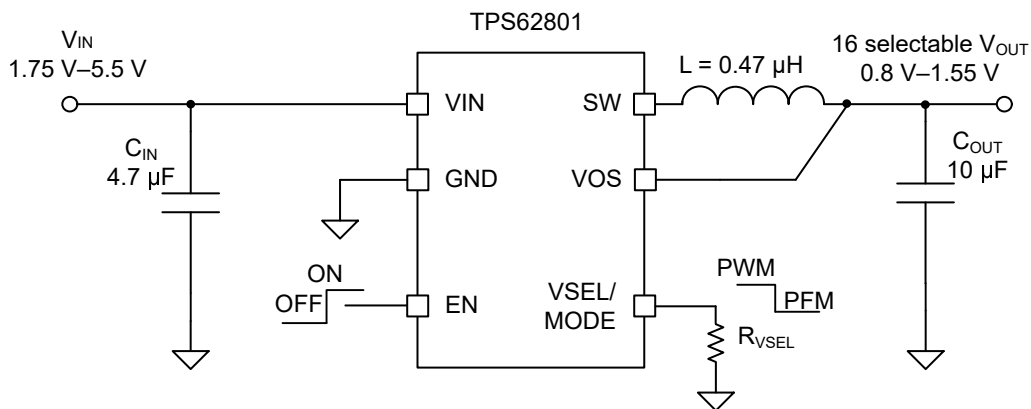 TPS62801
VIN
1.75 V–5.5 V
16 selectable VOUT
0.8 V–1.55 V
L = 0.47 µH
VIN
SW
CIN
4.7 µF
GND
VOS
COUT
10 µF
ON
OFF
EN
VSEL/
MODE
PWM
PFM
RVSEL